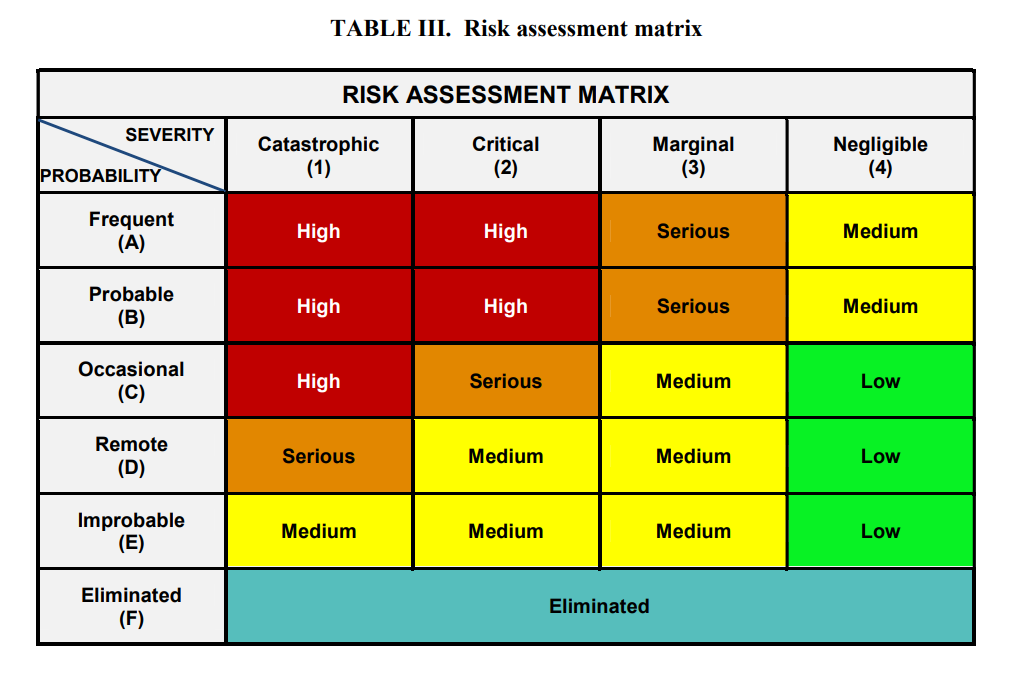 TABLE III. Risk assessment matrix
RISK ASSESSMENT MATRIX
SEVERITY
PROBABILITY
Catastrophic
(1)
Critical
(2)
Marginal
(3)
Negligible
(4)
Frequent
(A)
High
High
Serious
Medium
Probable
(B)
High
High
Serious
Medium
Occasional
(C)
High
Serious
Medium
Low
Remote
(D)
Serious
Medium
Medium
Low
Improbable
(E)
Medium
Medium
Medium
Low
Eliminated
(F)
Eliminated